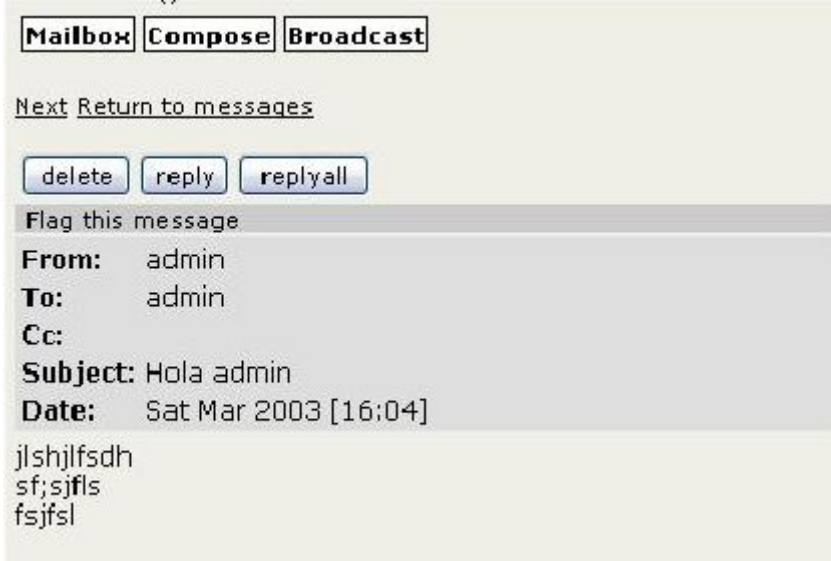 Mailbox Compose Broadcast
Next Return to messages
delete reply replyall
Flag this message
From: admin
To: admin
Cc:
Subject: Hola admin
Date: Sat Mar 2003 [16:04]
jlshjlfsdh
sf;sjfls
fsjfsl